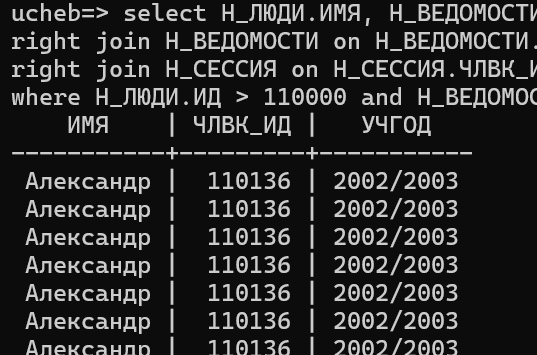 ucheb=> select Н_ЛЮДИ.ИМЯ, Н_ВЕДОМОСТИ
right join Н_ВЕДОМОСТИ on Н_ВЕДОМОСТИ.
right join Н_СЕССИЯ on Н_СЕССИЯ.ЧЛВК_И
where Н_ЛЮДИ.ИД > 110000 and Н_ВЕДОМОС
ИМЯ | ЧЛВК_ИД | УЧГОД
-----------+---------+-----------
Александр | 110136 | 2002/2003
Александр | 110136 | 2002/2003
Александр | 110136 | 2002/2003
Александр | 110136 | 2002/2003
Александр | 110136 | 2002/2003
Александр | 110136 | 2002/2003
Александр | 110136 | 2002/2003